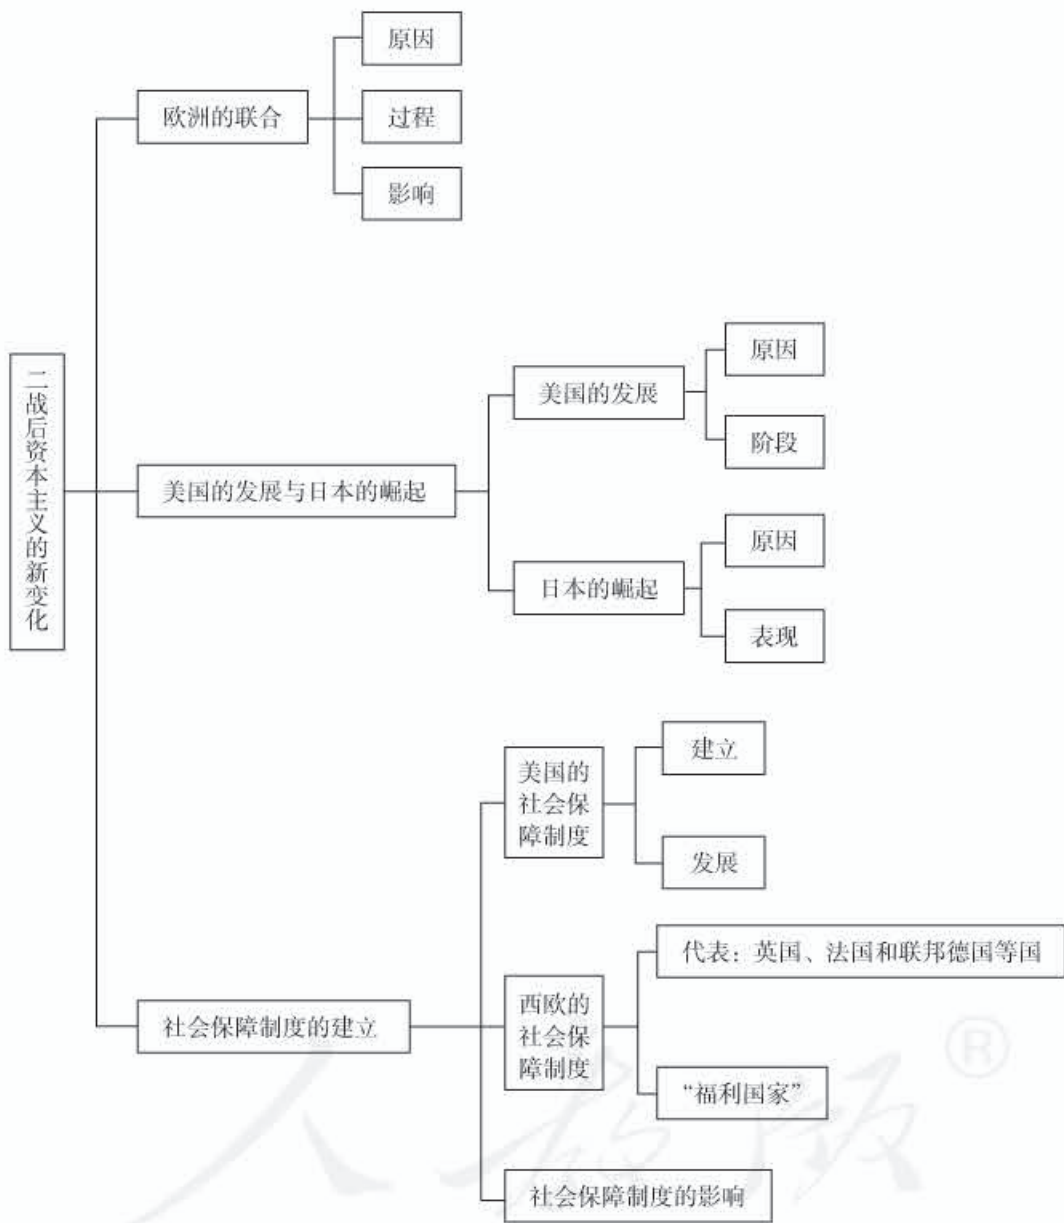 二战后资本主义的新变化
欧洲的联合
原因
过程
影响
美国的发展与日本的崛起
美国的发展
原因
阶段
日本的崛起
原因
表现
社会保障制度的建立
美国的
社会保
障制度
建立
发展
西欧的
社会保
障制度
代表：英国、法国和联邦德国等国
“福利国家”
社会保障制度的影响
人教版®